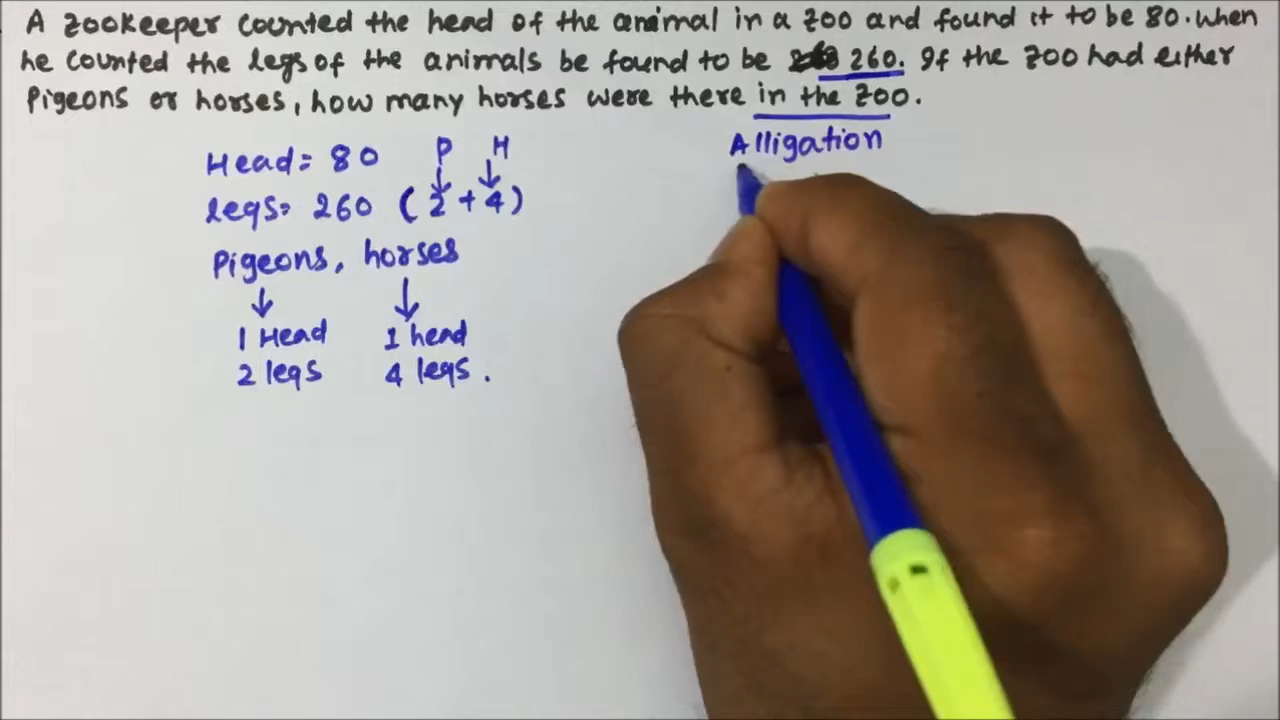 A zookeeper counted the head of the animal in a zoo and found it to be 80. when
he counted the legs of the animals be found to be 260. If the zoo had either
Pigeons or horses, how many horses were there in the zoo.
Alligation
P H
Head = 80
legs = 260 (2 + 4)
Pigeons, horses
1 Head 1 head
2 legs 4 legs.